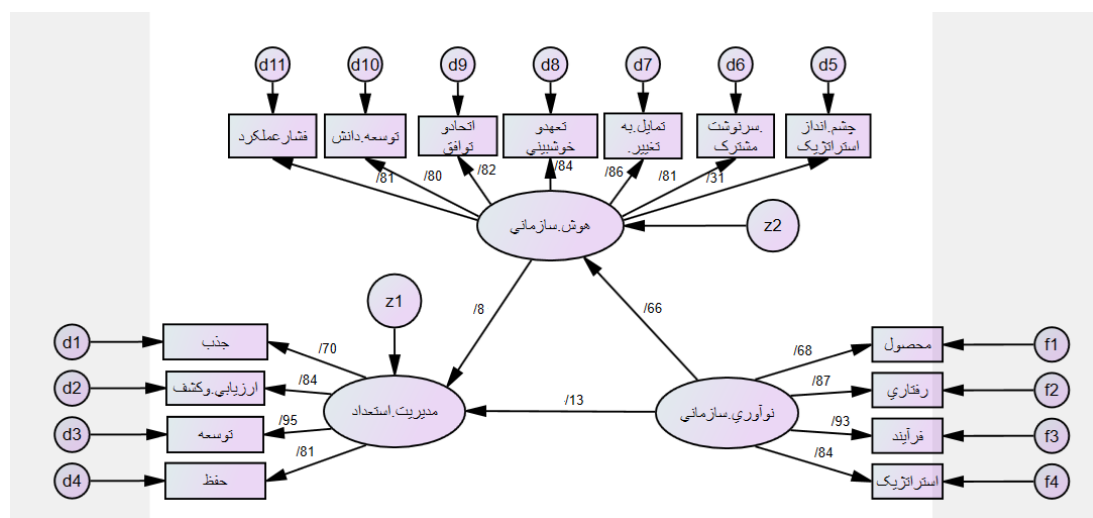 d11 d10 d9 d8 d7 d6 d5
فشارعملکرد
توسعه.دانش
اتحادو
توافق
تعهدو
خوشبيني
تمايل.به
تغيير.
.سرنوشت
مشترک
چشم.انداز
استراتژيک
/81 /80 /82 /84 /86 /81 /31
هوش.سازماني
z2
z1
/8
/66
d1
جذب
/70
d2
ارزيابي.وکشف
/84
d3
توسعه
/95
d4
حفظ
/81
مديريت.استعداد
/13
نوآوري.سازماني
/68
محصول
f1
/87
رفتاري
f2
/93
فرآيند
f3
/84
استراتژيک
f4